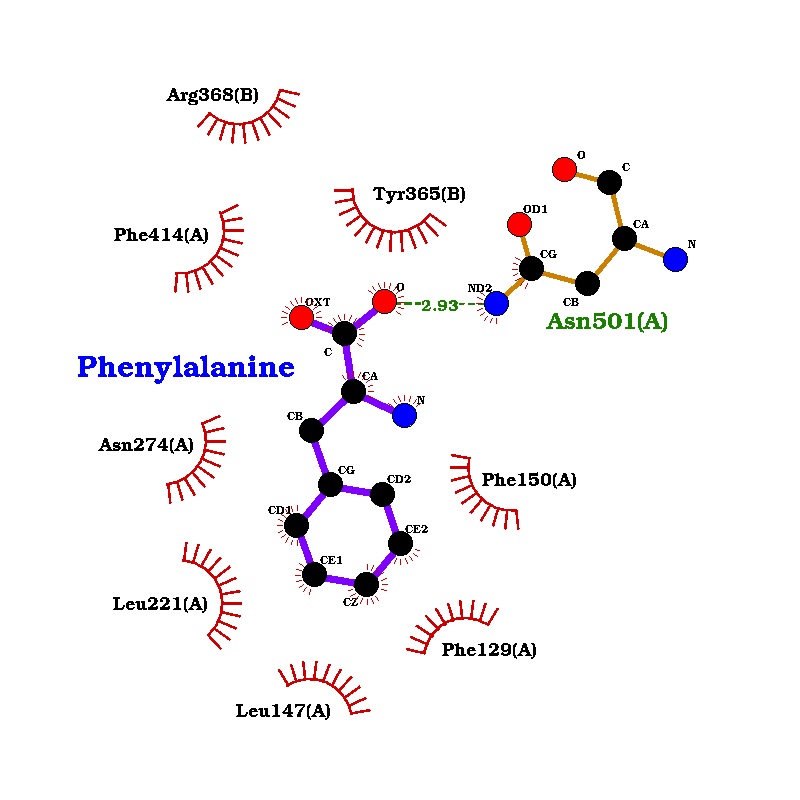 Arg368(B)
O
C
Tyr365(B)
OD1
CA
Phe414(A)
N
CG
ND2
O
OXT
2.93
CB
Asn501(A)
C
Phenylalanine
CA
N
CB
Asn274(A)
CG
CD2
Phe150(A)
CD1
CE2
CE1
Leu221(A)
CZ
Phe129(A)
Leu147(A)